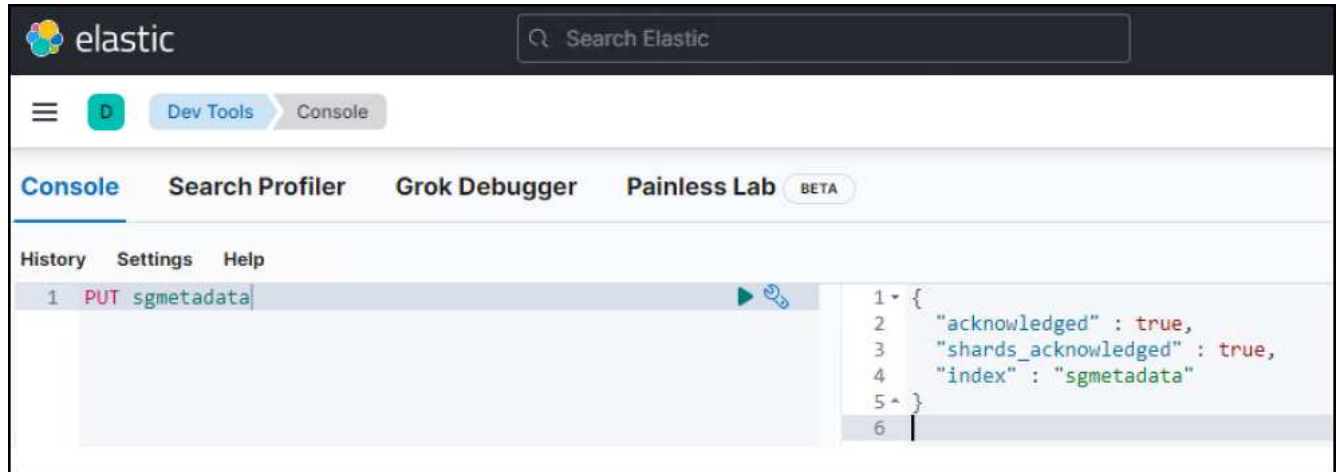 elastic
Search Elastic
D
Dev Tools
Console
Console
Search Profiler
Grok Debugger
Painless Lab
BETA
History
Settings
Help
1 PUT sgmetadata
1 {
2 "acknowledged" : true,
3 "shards_acknowledged" : true,
4 "index" : "sgmetadata"
5 }
6